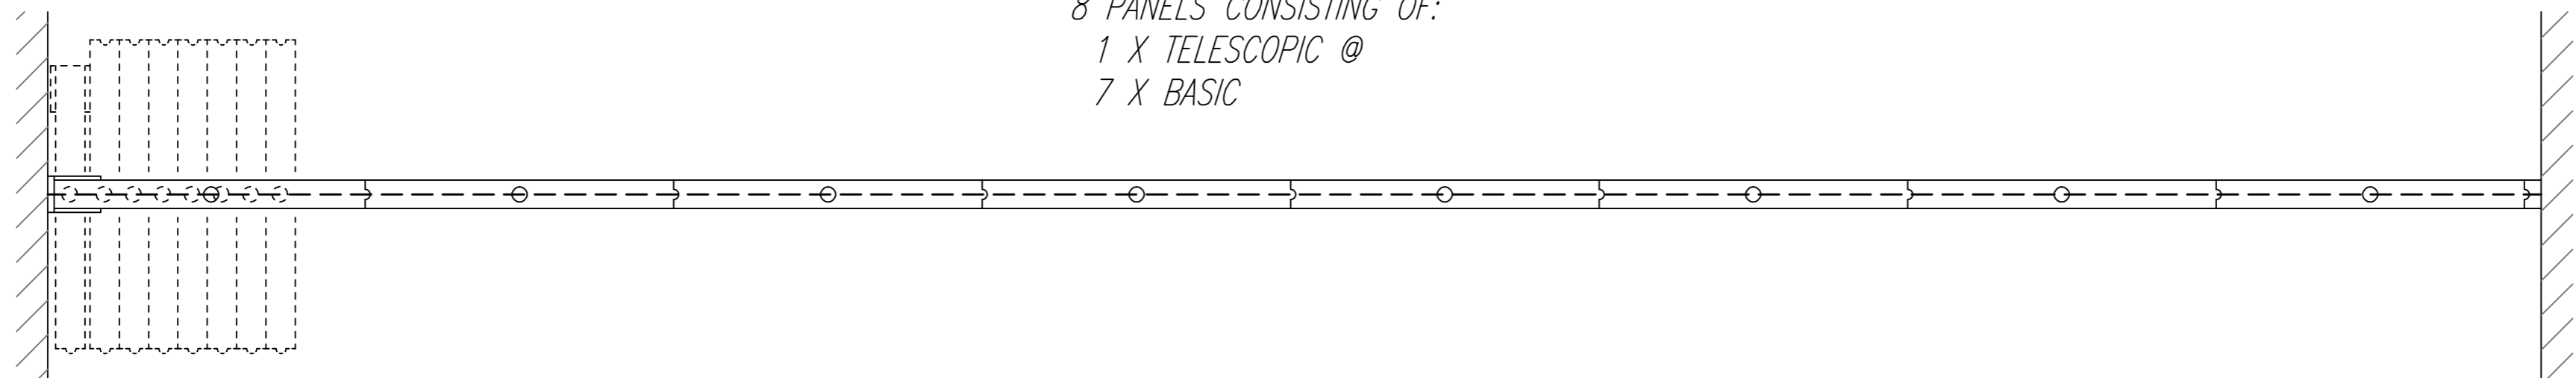 8 PANELS CONSISTING OF:
1 X TELESCOPIC @
7 X BASIC